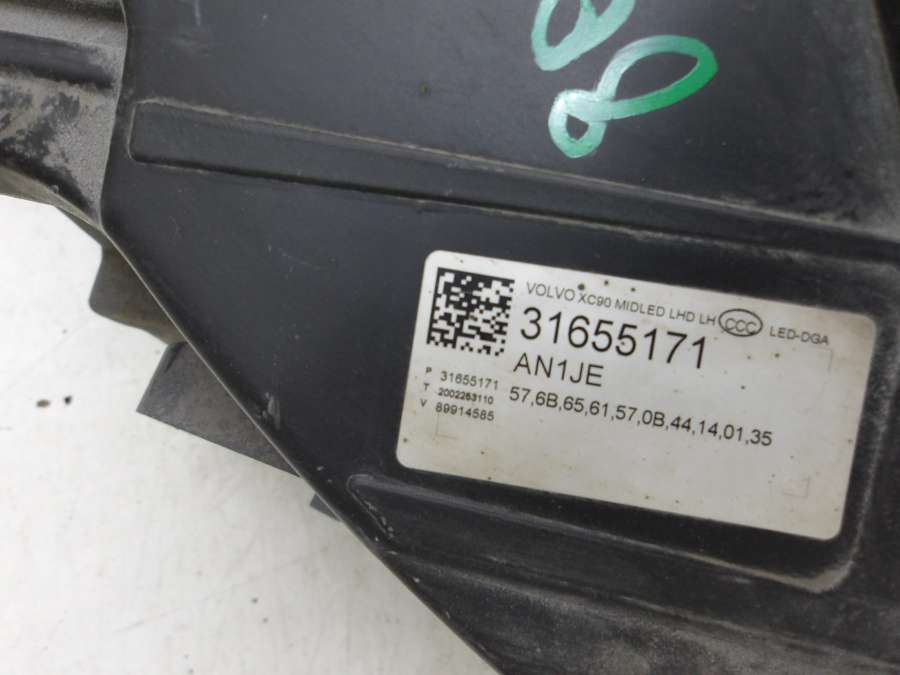 88
VOLVO XC90 MIDLED LHD LH CCC LED-DGA
31655171
AN1JE
57,6B,65,61,57,0B,44,14,01,35
P 31655171
T 2002263110
V 89914585